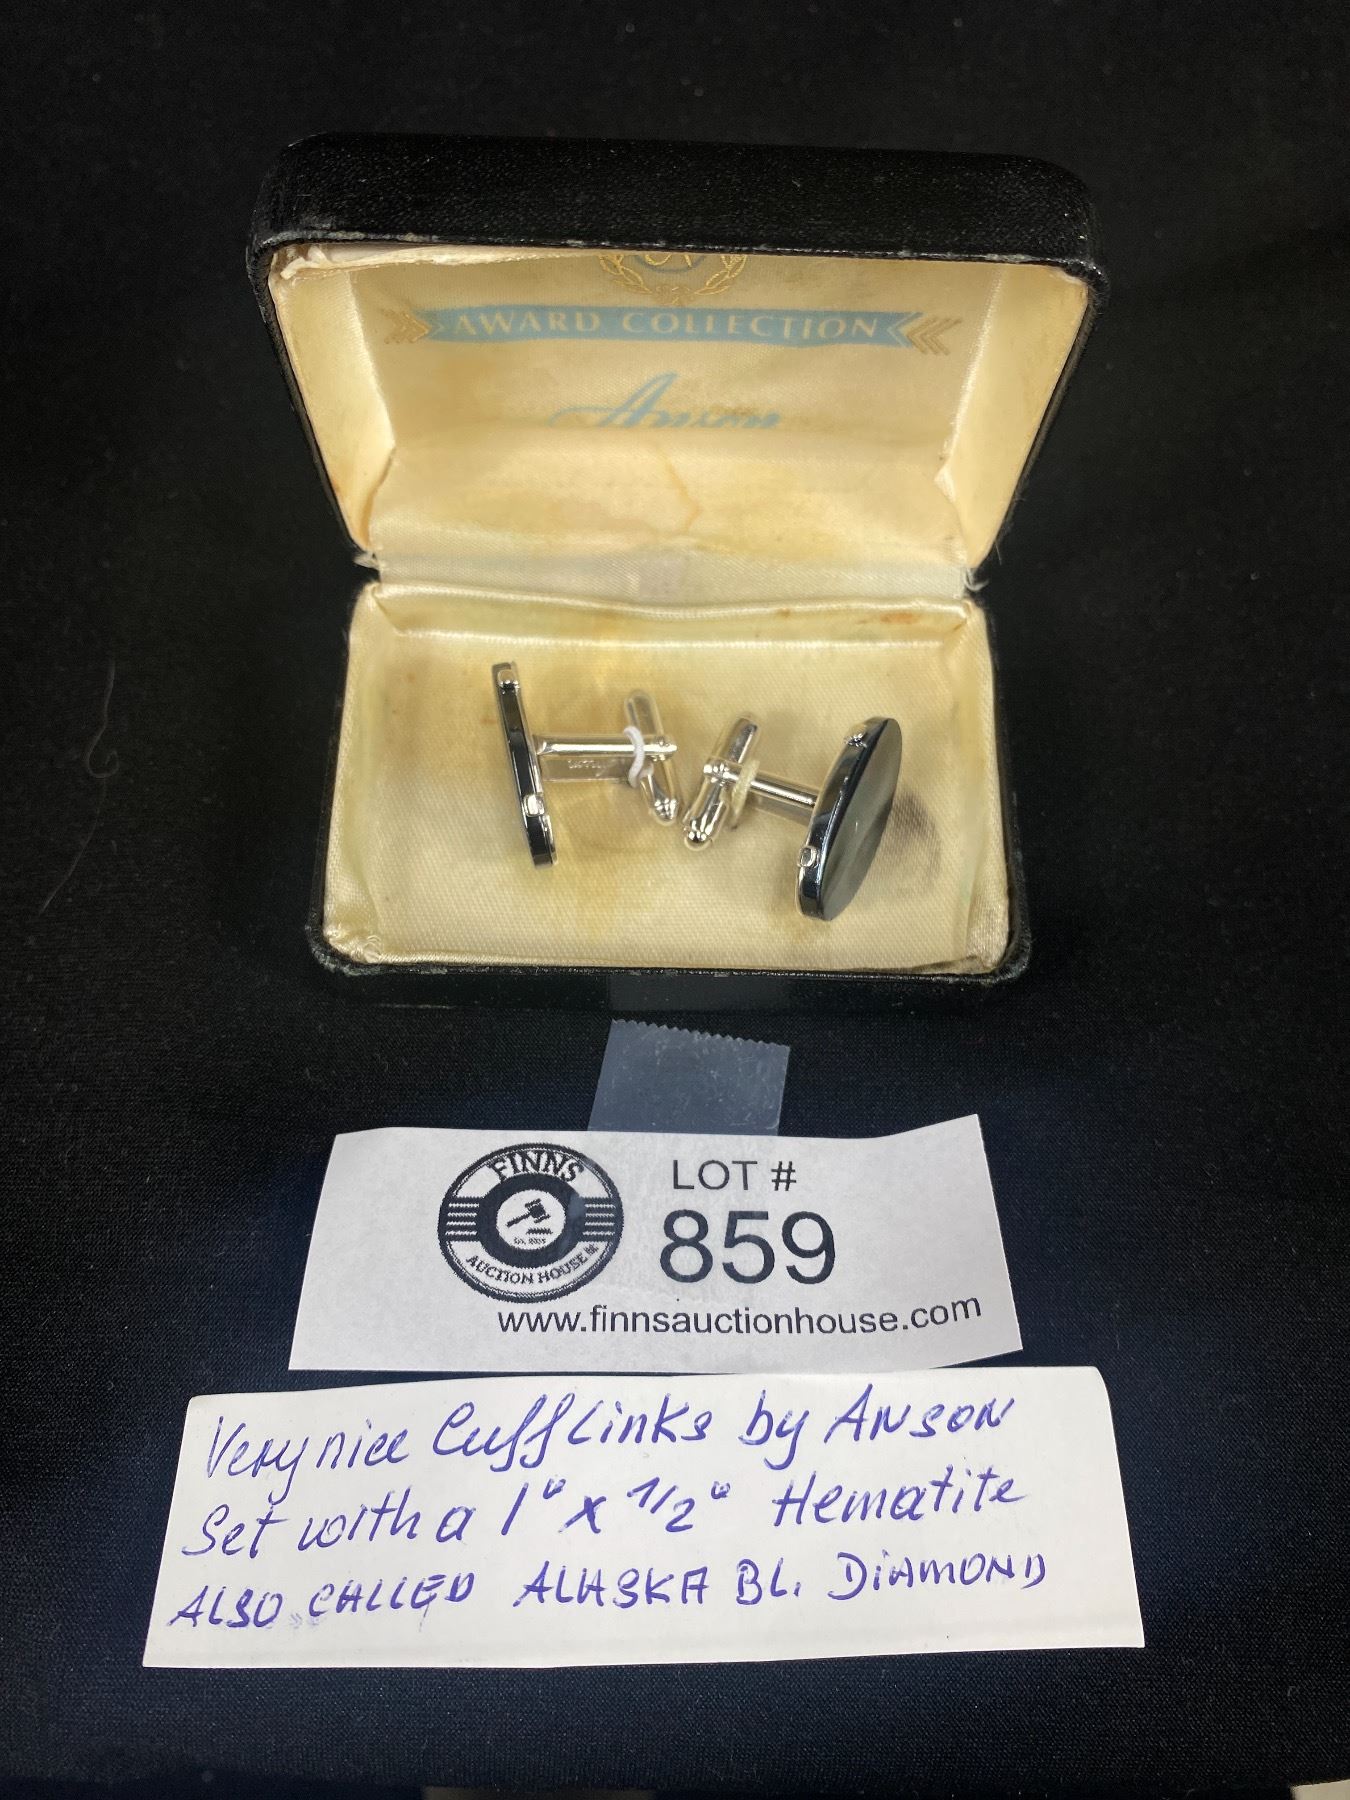 AWARD COLLECTION
Anson
FINNS
AUCTION HOUSE
LOT #
859
www.finnsauctionhouse.com
Very nice CuffLinks by ANSON
Set with a 1" x 1/2" Hematite
ALSO CALLED ALASKA BL. DiAMOND